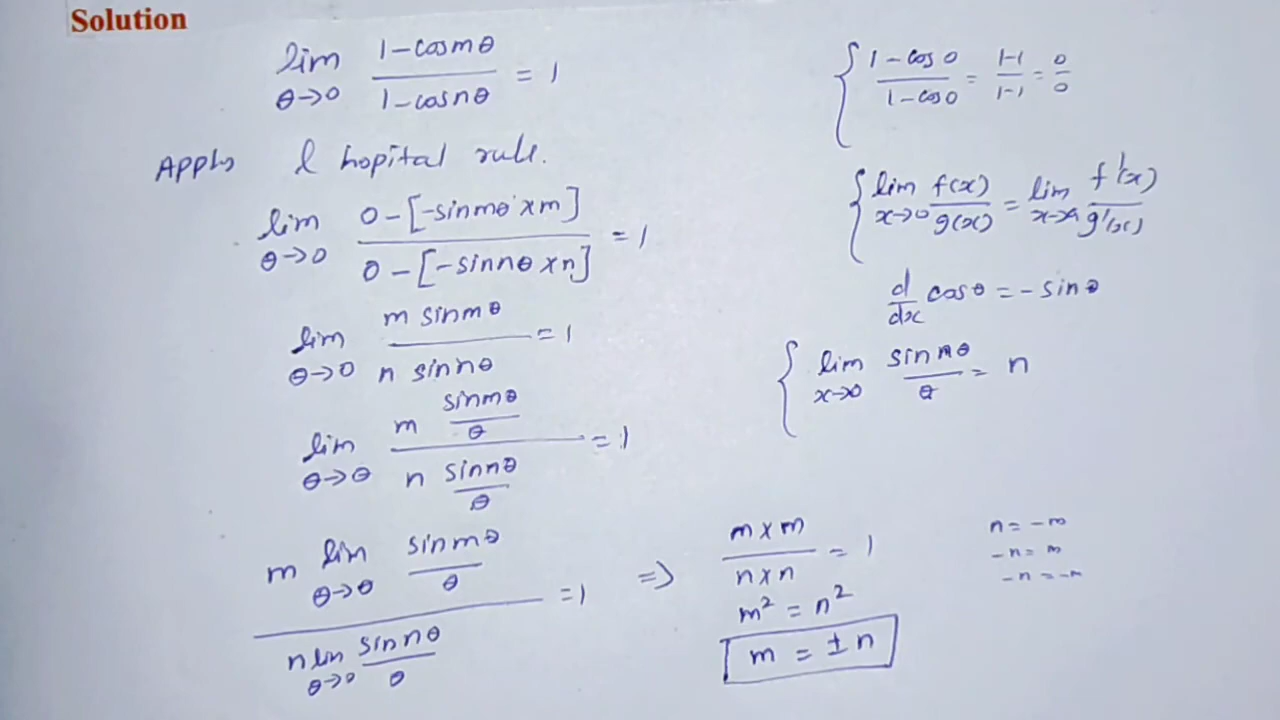 Solution
lim θ→0 (1-cosmθ)/(1-cosnθ) = 1
Apply l hopital rule.
lim θ→0 (0-[-sinmθ×m])/(0-[-sinnθ×n]) = 1
lim θ→0 (m sinmθ)/(n sinnθ) = 1
lim θ→θ (m (sinmθ)/θ)/(n (sinnθ)/θ) = 1
(m lim θ→θ (sinmθ)/θ)/(n lim θ→0 (sinnθ)/θ) = 1
{ (1-cos0)/(1-cos0) = (1-1)/(1-1) = 0/0
{ lim x→0 f(x)/g(x) = lim x→a f'(x)/g'(x)
d/dx cosθ = -sinθ
{ lim x→0 (sin nθ)/θ = n
⇒ (m×m)/(n×n) = 1
m² = n²
m = ±n
n = -m
-n = m